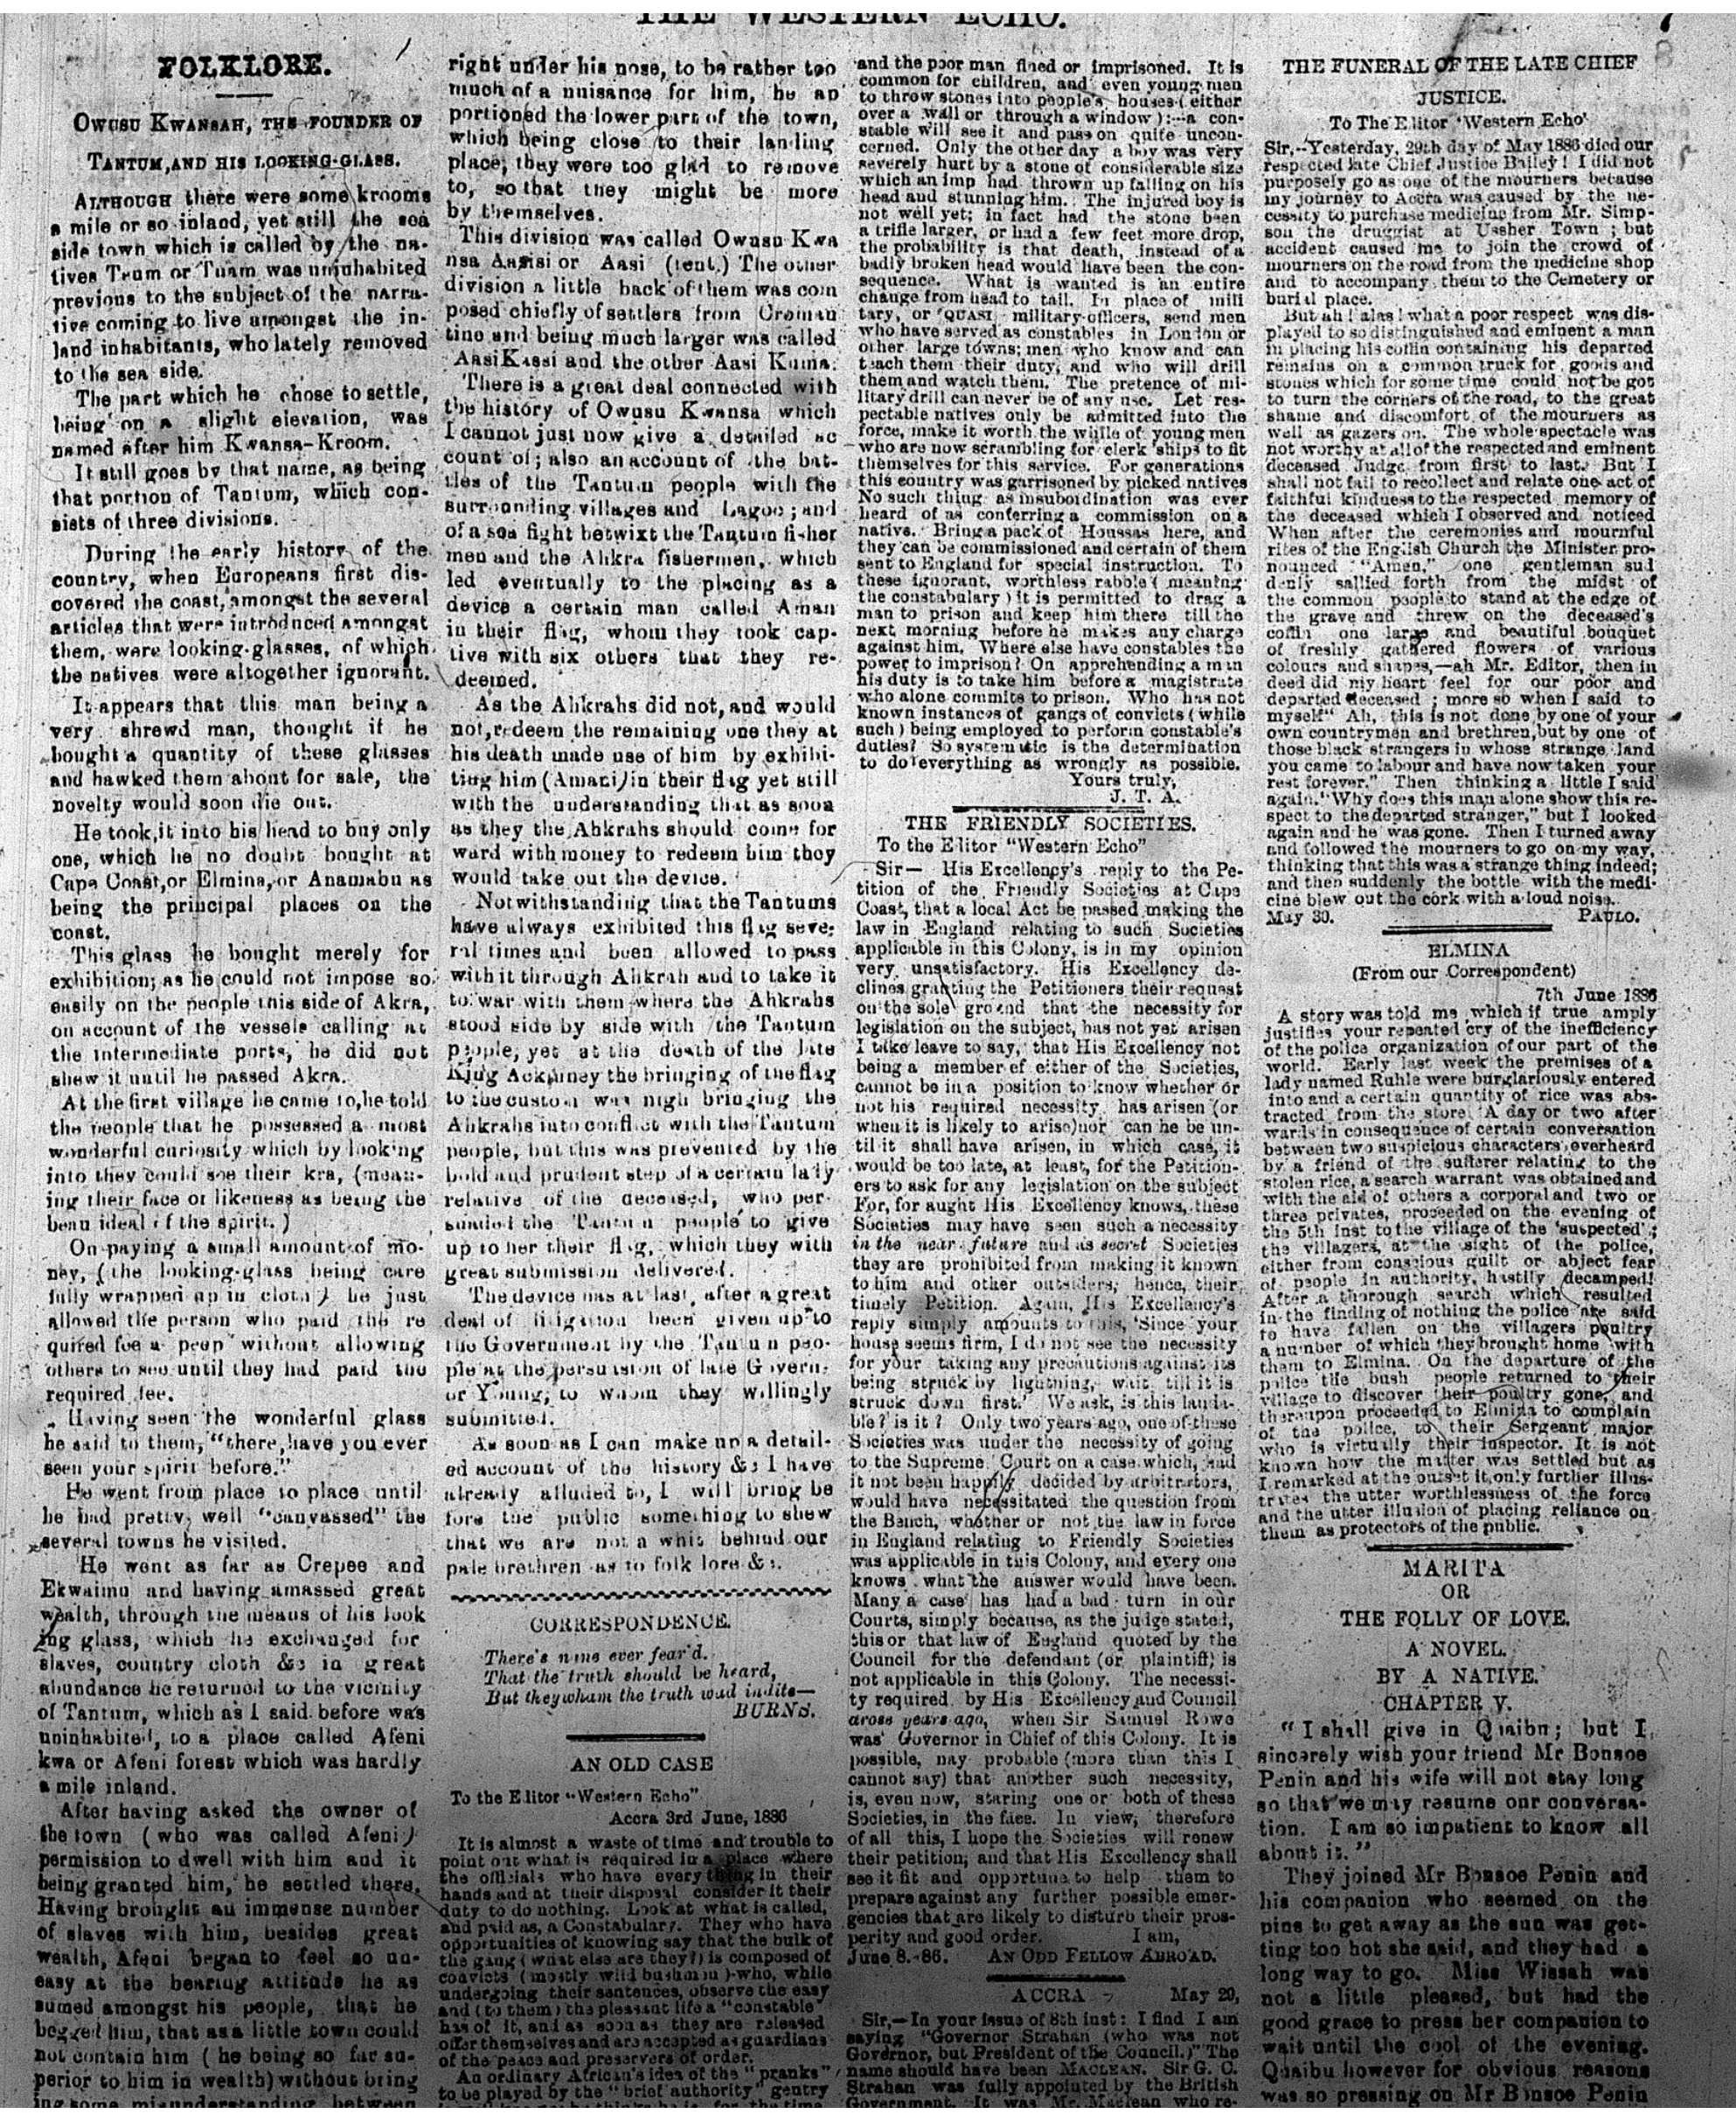 THE WESTERN ECHO.
7
FOLKLORE.
OWUSU KWANSAH, THE FOUNDER OF
TANTUM, AND HIS LOOKING-GLASS.
ALTHOUGH there were some krooms
a mile or so inland, yet still the sea
side town which is called by the na-
tives Trum or Tuam was uninhabited
previous to the subject of the narra-
tive coming to live amongst the in-
land inhabitants, who lately removed
to the sea side.
The part which he chose to settle,
being on a slight elevation, was
named after him Kwansa-Kroom.
It still goes by that name, as being
that portion of Tantum, which con-
sists of three divisions.
During the early history of the
country, when Europeans first dis-
covered the coast, amongst the several
articles that were introduced amongst
them, were looking-glasses, of which
the natives were altogether ignorant.
It appears that this man being a
very shrewd man, thought if he
bought a quantity of these glasses
and hawked them about for sale, the
novelty would soon die out.
He took it into his head to buy only
one, which he no doubt bought at
Cape Coast, or Elmina, or Anamabu as
being the principal places on the
coast.
This glass he bought merely for
exhibition; as he could not impose so
easily on the people this side of Akra,
on account of the vessels calling at
the intermediate ports, he did not
shew it until he passed Akra.
At the first village he came to, he told
the people that he possessed a most
wonderful curiosity which by looking
into they could see their kra, (mean-
ing their face or likeness as being the
beau ideal of the spirit.)
On paying a small amount of mo-
ney, (the looking-glass being care
fully wrapped up in cloth) he just
allowed the person who paid the re
quired fee a peep without allowing
others to see until they had paid the
required fee.
Having seen the wonderful glass
he said to them, "there, have you ever
seen your spirit before."
He went from place to place until
he had pretty well "canvassed" the
several towns he visited.
He went as far as Crepee and
Ekwaimu and having amassed great
wealth, through the means of his look
ing glass, which he exchanged for
slaves, country cloth &c in great
abundance he returned to the vicinity
of Tantum, which as I said before was
uninhabited, to a place called Afeni
kwa or Afeni forest which was hardly
a mile inland.
After having asked the owner of
the town (who was called Afeni)
permission to dwell with him and it
being granted him, he settled there.
Having brought an immense number
of slaves with him, besides great
wealth, Afeni began to feel so un-
easy at the bearing attitude he as
sumed amongst his people, that he
begged him, that as a little town could
not contain him (he being so far su-
perior to him in wealth) without bring
ing some misunderstanding between
right under his nose, to be rather too
much of a nuisance for him, he ap
portioned the lower part of the town,
which being close to their landing
place, they were too glad to remove
to, so that they might be more
by themselves.
This division was called Owusu Kwa
nsa Aasisi or Aasi (tent.) The other
division a little back of them was com
posed chiefly of settlers from Croman
tine and being much larger was called
Aasi Kassi and the other Aasi Kuma.
There is a great deal connected with
the history of Owusu Kwansa which
I cannot just now give a detailed ac
count of; also an account of the bat-
tles of the Tantum people with the
surrounding villages and Lagoo; and
of a sea fight betwixt the Tantum fisher
men and the Ahkra fishermen, which
led eventually to the placing as a
device a certain man called Aman
in their flag, whom they took cap-
tive with six others that they re-
deemed.
As the Ahkrahs did not, and would
not, redeem the remaining one they at
his death made use of him by exhibi-
ting him (Amaci) in their flag yet still
with the understanding that as soon
as they the Ahkrahs should come for
ward with money to redeem him they
would take out the device.
Notwithstanding that the Tantums
have always exhibited this flag seve-
ral times and been allowed to pass
with it through Ahkrah and to take it
to war with them where the Ahkrahs
stood side by side with the Tantum
people, yet at the death of the late
King Ackinney the bringing of the flag
to the custom was nigh bringing the
Ahkrahs into conflict with the Tantum
people, but this was prevented by the
bold and prudent step of a certain lady
relative of the deceased, who per-
suaded the Tantum people to give
up to her their flag, which they with
great submission delivered.
The device has at last, after a great
deal of litigation been given up to
the Government by the Tantum peo-
ple at the persuasion of late Govern-
or Young, to whom they willingly
submitted.
As soon as I can make up a detail-
ed account of the history &c I have
already alluded to, I will bring be
fore the public something to shew
that we are not a whit behind our
pale brethren as to folk lore &c.
CORRESPONDENCE.
There's nane ever fear'd.
That the truth should be heard,
But they wham the truth wad indite—
BURNS.
AN OLD CASE
To the Editor "Western Echo"
Accra 3rd June, 1886
It is almost a waste of time and trouble to
point out what is required in a place where
the officials who have every thing in their
hands and at their disposal consider it their
duty to do nothing. Look at what is called,
and paid as, a Constabulary. They who have
opportunities of knowing say that the bulk of
the gang (what else are they?) is composed of
convicts (mostly wild bushmen)-who, while
undergoing their sentences, observe the easy
and (to them) the pleasant life a "constable"
has of it, and as soon as they are released
offer themselves and are accepted as guardians
of the peace and preservers of order.
An ordinary African's idea of the "pranks"
to be played by the "brief authority" gentry
and the poor man fined or imprisoned. It is
common for children, and even young men
to throw stones into people's houses (either
over a wall or through a window):—a con-
stable will see it and pass on quite uncon-
cerned. Only the other day a boy was very
severely hurt by a stone of considerable size
which an imp had thrown up falling on his
head and stunning him. The injured boy is
not well yet; in fact had the stone been
a trifle larger, or had a few feet more drop,
the probability is that death, instead of a
badly broken head would have been the con-
sequence. What is wanted is an entire
change from head to tail. In place of mili
tary, or 'QUASI' military-officers, send men
who have served as constables in London or
other large towns; men who know and can
teach them their duty, and who will drill
them and watch them. The pretence of mil-
litary drill can never be of any use. Let res-
pectable natives only be admitted into the
force, make it worth the while of young men
who are now scrambling for clerk ships to fit
themselves for this service. For generations
this country was garrisoned by picked natives
No such thing as insubordination was ever
heard of as conferring a commission on a
native. Bring a pack of Houssas here, and
they can be commissioned and certain of them
sent to England for special instruction. To
these ignorant, worthless rabble (meaning
the constabulary) it is permitted to drag a
man to prison and keep him there till the
next morning before he makes any charge
against him. Where else have constables the
power to imprison? On apprehending a man
his duty is to take him before a magistrate
who alone commits to prison. Who has not
known instances of gangs of convicts (while
such) being employed to perform constable's
duties? So systematic is the determination
to do everything as wrongly as possible.
Yours truly,
J. T. A.
THE FRIENDLY SOCIETIES.
To the Editor "Western Echo"
Sir— His Excellency's reply to the Pe-
tition of the Friendly Societies at Cape
Coast, that a local Act be passed making the
law in England relating to such Societies
applicable in this Colony, is in my opinion
very unsatisfactory. His Excellency de-
clines granting the Petitioners their request
on the sole ground that the necessity for
legislation on the subject, has not yet arisen
I take leave to say, that His Excellency not
being a member of either of the Societies,
cannot be in a position to know whether or
not his required necessity has arisen (or
when it is likely to arise) nor can he be un-
til it shall have arisen, in which case, it
would be too late, at least, for the Petition-
ers to ask for any legislation on the subject
For, for aught His Excellency knows, these
Societies may have seen such a necessity
in the near future and as secret Societies
they are prohibited from making it known
to him and other outsiders; hence, their
timely Petition. Again, His Excellency's
reply simply amounts to this, 'Since your
house seems firm, I do not see the necessity
for your taking any precautions against its
being struck by lightning, wait till it is
struck down first.' We ask, is this lauda-
ble? is it? Only two years ago, one of these
Societies was under the necessity of going
to the Supreme Court on a case which, had
it not been happily decided by arbitrators,
would have necessitated the question from
the Bench, whether or not the law in force
in England relating to Friendly Societies
was applicable in this Colony, and every one
knows what the answer would have been.
Many a case has had a bad turn in our
Courts, simply because, as the judge stated,
this or that law of England quoted by the
Council for the defendant (or plaintiff) is
not applicable in this Colony. The necessi-
ty required by His Excellency and Council
arose years ago, when Sir Samuel Rowe
was Governor in Chief of this Colony. It is
possible, nay probable (more than this I
cannot say) that another such necessity,
is, even now, staring one or both of these
Societies, in the face. In view, therefore
of all this, I hope the Societies will renew
their petition, and that His Excellency shall
see it fit and opportune to help them to
prepare against any further possible emer-
gencies that are likely to disturb their pros-
perity and good order. I am,
June 8.-86. AN ODD FELLOW ABROAD.
ACCRA May 20,
Sir,—In your issue of 8th inst: I find I am
saying "Governor Strahan (who was not
Governor, but President of the Council.)" The
name should have been MACLEAN. Sir G. C.
Strahan was fully appointed by the British
Government. It was Mr. Maclean who re-
THE FUNERAL OF THE LATE CHIEF
JUSTICE.
To The Editor 'Western Echo'
Sir,—Yesterday, 29th day of May 1886 died our
respected late Chief Justice Bailey! I did not
purposely go as one of the mourners because
my journey to Accra was caused by the ne-
cessity to purchase medicine from Mr. Simp-
son the druggist at Ussher Town; but
accident caused me to join the crowd of
mourners on the road from the medicine shop
and to accompany them to the Cemetery or
burial place.
But ah! alas! what a poor respect was dis-
played to so distinguished and eminent a man
in placing his coffin containing his departed
remains on a common truck for goods and
stones which for some time could not be got
to turn the corners of the road, to the great
shame and discomfort of the mourners as
well as gazers on. The whole spectacle was
not worthy at all of the respected and eminent
deceased Judge from first to last. But I
shall not fail to recollect and relate one act of
faithful kindness to the respected memory of
the deceased which I observed and noticed
When after the ceremonies and mournful
rites of the English Church the Minister pro-
nounced "Amen," one gentleman sud
denly sallied forth from the midst of
the common people to stand at the edge of
the grave and threw on the deceased's
coffin one large and beautiful bouquet
of freshly gathered flowers of various
colours and shapes,—ah Mr. Editor, then in
deed did my heart feel for our poor and
departed deceased; more so when I said to
myself "Ah, this is not done by one of your
own countrymen and brethren, but by one of
those black strangers in whose strange land
you came to labour and have now taken your
rest forever." Then thinking a little I said
again. "Why does this man alone show this re-
spect to the departed stranger," but I looked
again and he was gone. Then I turned away
and followed the mourners to go on my way,
thinking that this was a strange thing indeed;
and then suddenly the bottle with the medi-
cine blew out the cork with a loud noise.
May 30. PAULO.
ELMINA
(From our Correspondent)
7th June 1886
A story was told me which if true amply
justifies your repeated cry of the inefficiency
of the police organization of our part of the
world. Early last week the premises of a
lady named Ruhle were burglariously entered
into and a certain quantity of rice was abs-
tracted from the store. A day or two after
wards in consequence of certain conversation
between two suspicious characters overheard
by a friend of the sufferer relating to the
stolen rice, a search warrant was obtained and
with the aid of others a corporal and two or
three privates, proceeded on the evening of
the 5th inst to the village of the 'suspected';
the villagers, at the sight of the police,
either from conscious guilt or abject fear
of people in authority, hastily decamped!
After a thorough search which resulted
in the finding of nothing the police are said
to have fallen on the villagers poultry
a number of which they brought home with
them to Elmina. On the departure of the
police the bush people returned to their
village to discover their poultry gone, and
thereupon proceeded to Elmina to complain
of the police, to their Sergeant major
who is virtually their inspector. It is not
known how the matter was settled but as
I remarked at the outset it only further illus-
trates the utter worthlessness of the force
and the utter illusion of placing reliance on
them as protectors of the public.
MARITA
OR
THE FOLLY OF LOVE.
A NOVEL.
BY A NATIVE.
CHAPTER V.
"I shall give in Quaibu; but I
sincerely wish your friend Mr Bonsoe
Penin and his wife will not stay long
so that we may resume our conversa-
tion. I am so impatient to know all
about it."
They joined Mr Bonsoe Penin and
his companion who seemed on the
pins to get away as the sun was get-
ting too hot she said, and they had a
long way to go. Miss Wissah was
not a little pleased, but had the
good grace to press her companion to
wait until the cool of the evening.
Quaibu however for obvious reasons
was so pressing on Mr Bonsoe Penin